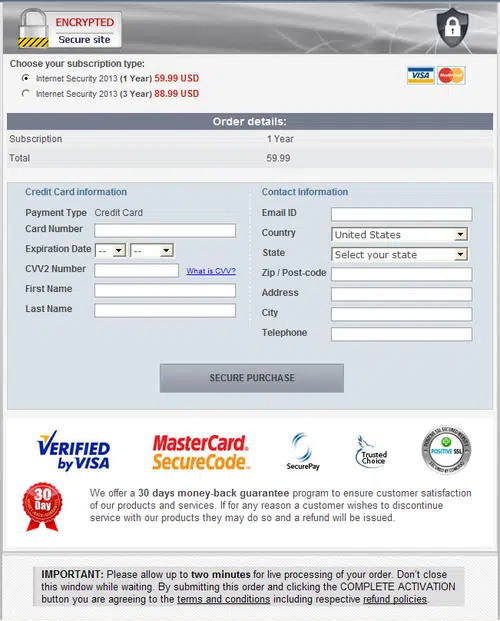 ENCRYPTED
Secure site
Choose your subscription type:
Internet Security 2013 (1 Year) 59.99 USD
Internet Security 2013 (3 Year) 88.99 USD
VISA MasterCard
Order details:
Subscription 1 Year
Total 59.99
Credit Card information
Payment Type Credit Card
Card Number
Expiration Date -- --
CVV2 Number What is CVV?
First Name
Last Name
Contact Information
Email ID
Country United States
State Select your state
Zip / Post-code
Address
City
Telephone
SECURE PURCHASE
VERIFIED
by VISA
MasterCard
SecureCode
SecurePay
Trusted
Choice
POSITIVE SSL
30
Day
We offer a 30 days money-back guarantee program to ensure customer satisfaction
of our products and services. If for any reason a customer wishes to discontinue
service with our products they may do so and a refund will be issued.
IMPORTANT: Please allow up to two minutes for live processing of your order. Don't close
this window while waiting. By submitting this order and clicking the COMPLETE ACTIVATION
button you are agreeing to the terms and conditions including respective refund policies.